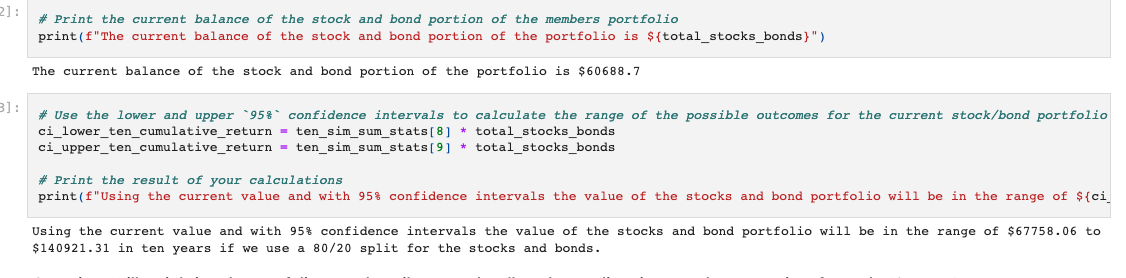 2]:
# Print the current balance of the stock and bond portion of the members portfolio
print(f"The current balance of the stock and bond portion of the portfolio is ${total_stocks_bonds}")
The current balance of the stock and bond portion of the portfolio is $60688.7
3]:
# Use the lower and upper `95%` confidence intervals to calculate the range of the possible outcomes for the current stock/bond portfolio
ci_lower_ten_cumulative_return = ten_sim_sum_stats[8] * total_stocks_bonds
ci_upper_ten_cumulative_return = ten_sim_sum_stats[9] * total_stocks_bonds
# Print the result of your calculations
print(f"Using the current value and with 95% confidence intervals the value of the stocks and bond portfolio will be in the range of ${ci_
Using the current value and with 95% confidence intervals the value of the stocks and bond portfolio will be in the range of $67758.06 to
$140921.31 in ten years if we use a 80/20 split for the stocks and bonds.